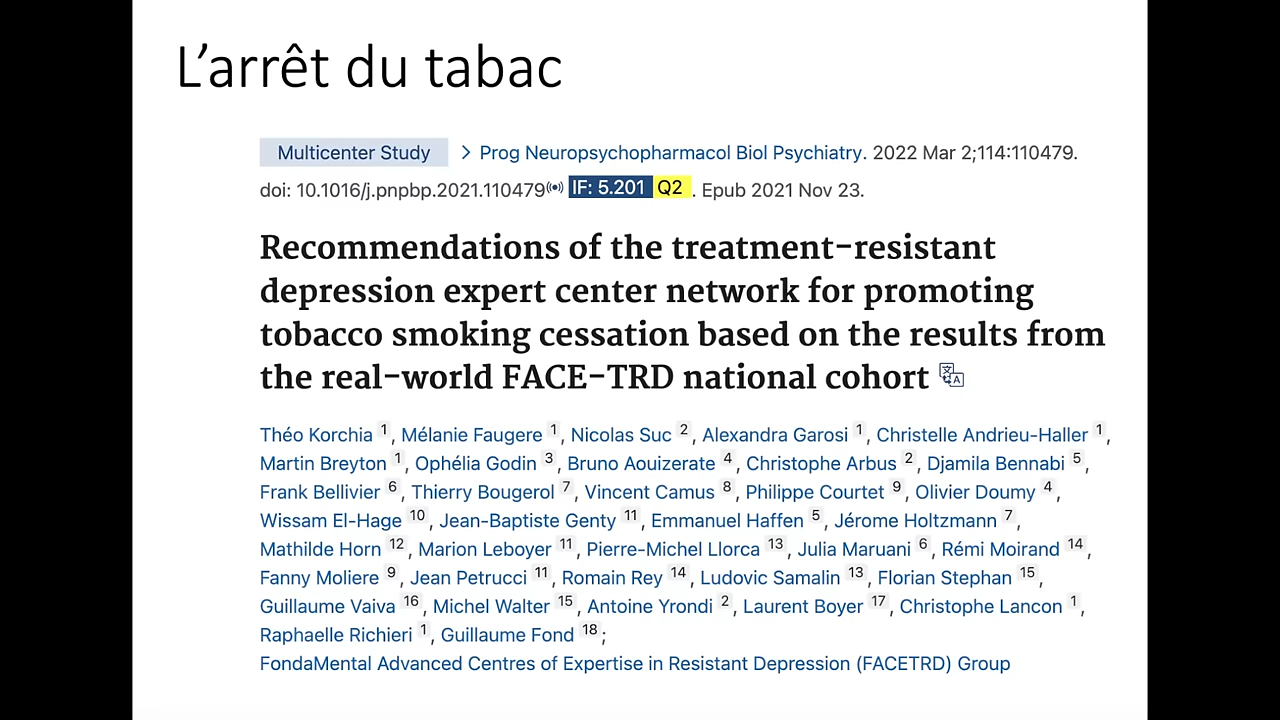 L’arrêt du tabac
Multicenter Study > Prog Neuropsychopharmacol Biol Psychiatry. 2022 Mar 2;114:110479.
doi: 10.1016/j.pnpbp.2021.110479 IF: 5.201 Q2 . Epub 2021 Nov 23.
Recommendations of the treatment-resistant
depression expert center network for promoting
tobacco smoking cessation based on the results from
the real-world FACE-TRD national cohort
Théo Korchia 1, Mélanie Faugere 1, Nicolas Suc 2, Alexandra Garosi 1, Christelle Andrieu-Haller 1,
Martin Breyton 1, Ophélia Godin 3, Bruno Aouizerate 4, Christophe Arbus 2, Djamila Bennabi 5,
Frank Bellivier 6, Thierry Bougerol 7, Vincent Camus 8, Philippe Courtet 9, Olivier Doumy 4,
Wissam El-Hage 10, Jean-Baptiste Genty 11, Emmanuel Haffen 5, Jérome Holtzmann 7,
Mathilde Horn 12, Marion Leboyer 11, Pierre-Michel Llorca 13, Julia Maruani 6, Rémi Moirand 14,
Fanny Moliere 9, Jean Petrucci 11, Romain Rey 14, Ludovic Samalin 13, Florian Stephan 15,
Guillaume Vaiva 16, Michel Walter 15, Antoine Yrondi 2, Laurent Boyer 17, Christophe Lancon 1,
Raphaelle Richieri 1, Guillaume Fond 18;
FondaMental Advanced Centres of Expertise in Resistant Depression (FACETRD) Group